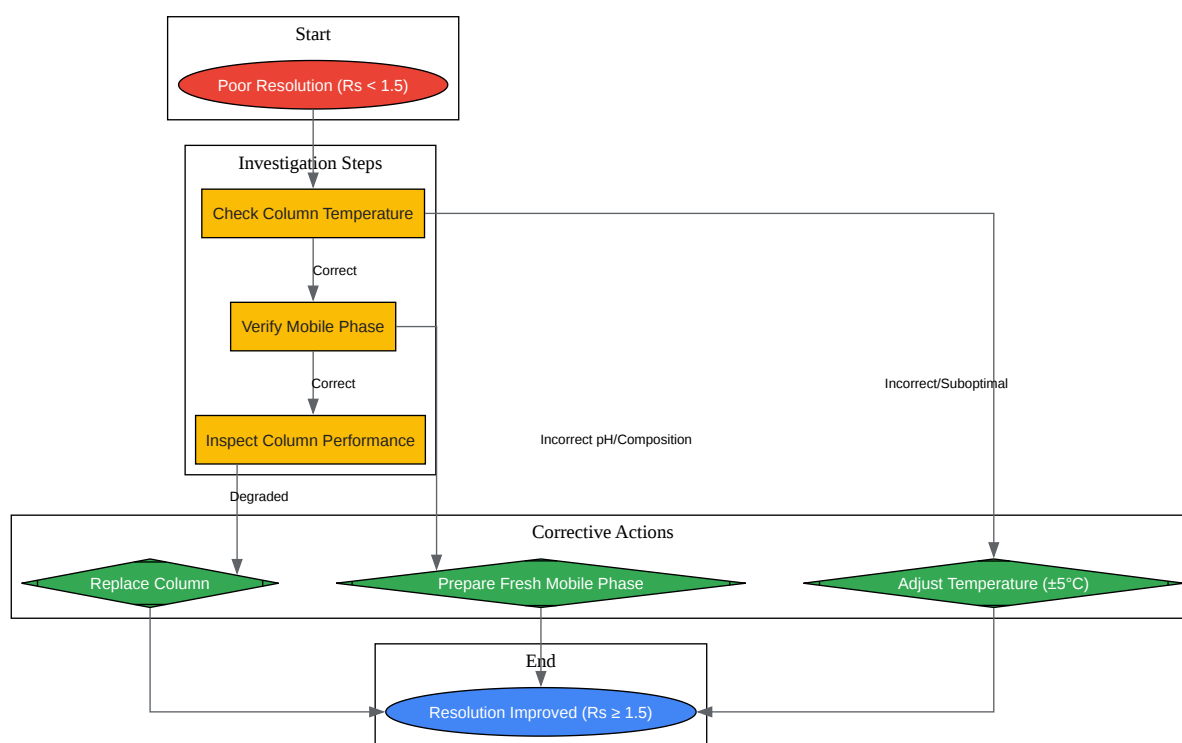 Start
Poor Resolution (Rs < 1.5)
Investigation Steps
Check Column Temperature
Correct
Verify Mobile Phase
Correct
Incorrect/Suboptimal
Inspect Column Performance
Incorrect pH/Composition
Degraded
Corrective Actions
Replace Column
Prepare Fresh Mobile Phase
Adjust Temperature (±5°C)
End
Resolution Improved (Rs ≥ 1.5)